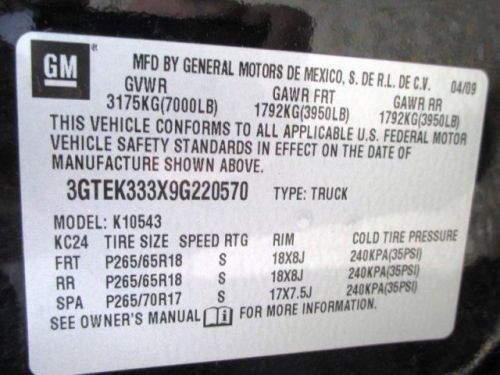 GM
MFD BY GENERAL MOTORS DE MEXICO, S. DE R.L. DE C.V. 04/09
GVWR GAWR FRT GAWR RR
3175KG(7000LB) 1792KG(3950LB) 1792KG(3950LB)
THIS VEHICLE CONFORMS TO ALL APPLICABLE U.S. FEDERAL MOTOR
VEHICLE SAFETY STANDARDS IN EFFECT ON THE DATE OF
MANUFACTURE SHOWN ABOVE.
3GTEK333X9G220570 TYPE: TRUCK
MODEL: K10543
KC24 TIRE SIZE SPEED RTG RIM COLD TIRE PRESSURE
FRT P265/65R18 S 18X8J 240KPA(35PSI)
RR P265/65R18 S 18X8J 240KPA(35PSI)
SPA P265/70R17 S 17X7.5J 240KPA(35PSI)
SEE OWNER'S MANUAL i FOR MORE INFORMATION.